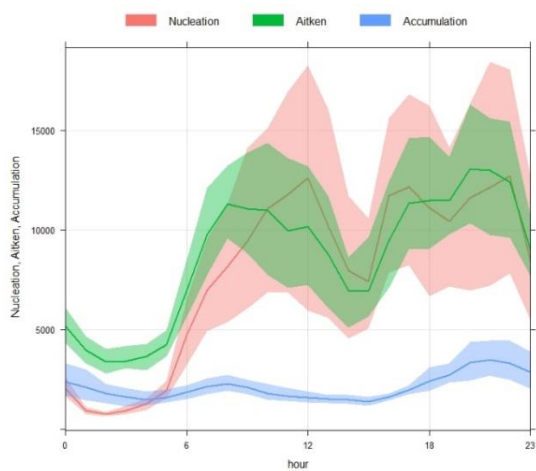 Nucleation Aitken Accumulation
15000
10000
5000
Nucleation, Aitken, Accumulation
0 6 12 18 23
hour